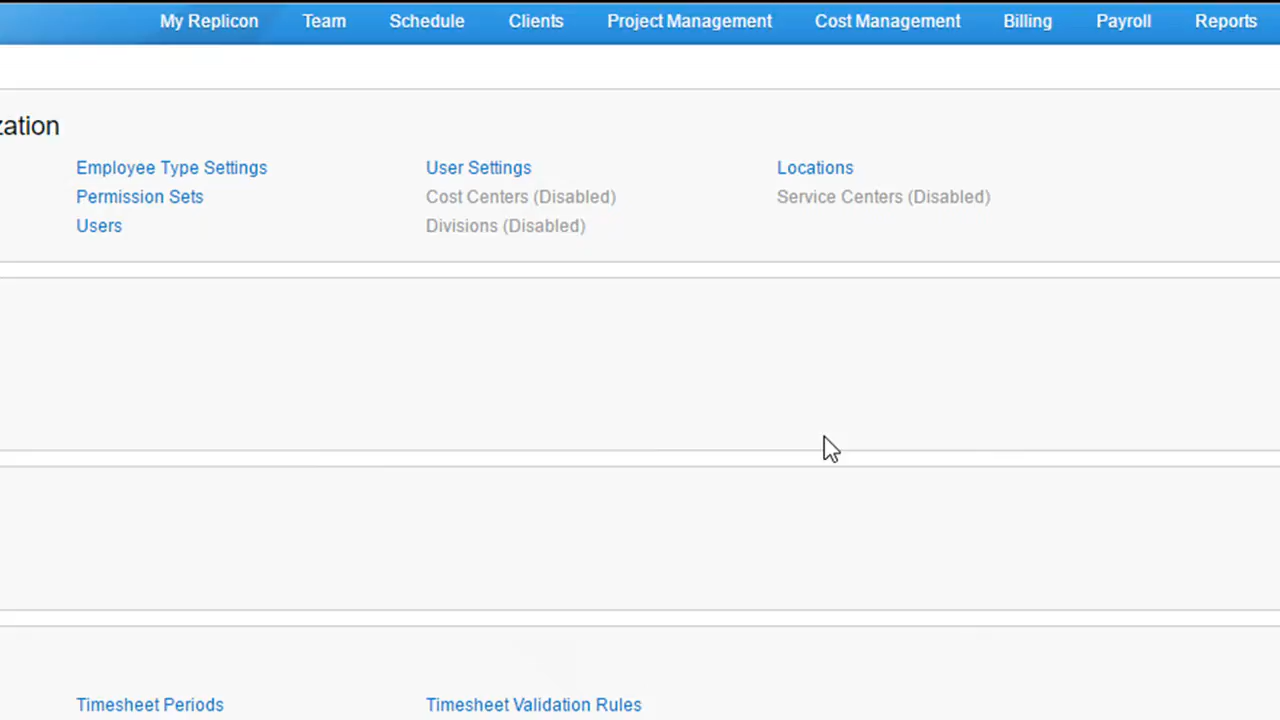 My Replicon Team Schedule Clients Project Management Cost Management Billing Payroll Reports
zation
Employee Type Settings User Settings Locations
Permission Sets Cost Centers (Disabled) Service Centers (Disabled)
Users Divisions (Disabled)
Timesheet Periods Timesheet Validation Rules